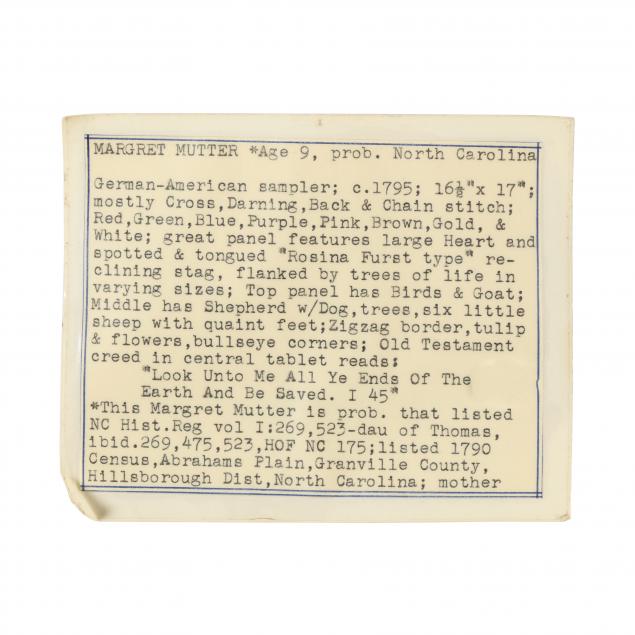 MARGRET MUTTER *Age 9, prob. North Carolina
German-American sampler; c.1795; 16½"x 17";
mostly Cross,Darning,Back & Chain stitch;
Red,Green,Blue,Purple,Pink,Brown,Gold, &
White; great panel features large Heart and
spotted & tongued "Rosina Furst type" re-
clining stag, flanked by trees of life in
varying sizes; Top panel has Birds & Goat;
Middle has Shepherd w/Dog,trees,six little
sheep with quaint feet;Zigzag border,tulip
& flowers,bullseye corners; Old Testament
creed in central tablet reads:
"Look Unto Me All Ye Ends Of The
Earth And Be Saved. I 45"
*This Margret Mutter is prob. that listed
NC Hist.Reg vol I:269,523-dau of Thomas,
ibid.269,475,523,HOF NC 175;listed 1790
Census,Abrahams Plain,Granville County,
Hillsborough Dist,North Carolina; mother